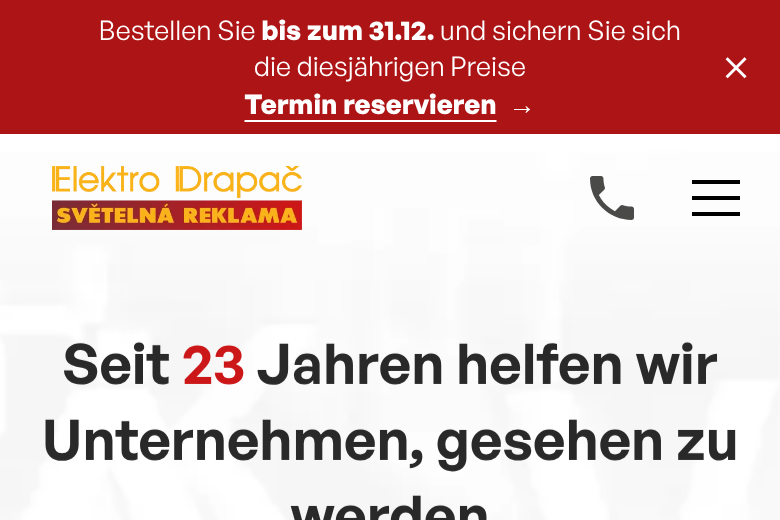 Bestellen Sie bis zum 31.12. und sichern Sie sich
die diesjährigen Preise
Termin reservieren →
Elektro Drapač
SVĚTELNÁ REKLAMA
Seit 23 Jahren helfen wir
Unternehmen, gesehen zu
werden